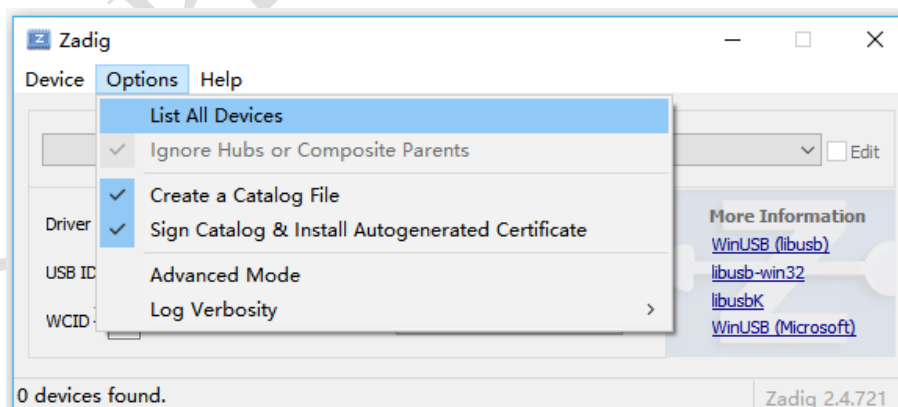 Zadig
Device Options Help
List All Devices
Ignore Hubs or Composite Parents
Edit
Create a Catalog File
Sign Catalog & Install Autogenerated Certificate
Driver
USB ID
WCID
Advanced Mode
Log Verbosity
More Information
WinUSB (libusb)
libusb-win32
libusbK
WinUSB (Microsoft)
0 devices found.
Zadig 2.4.721